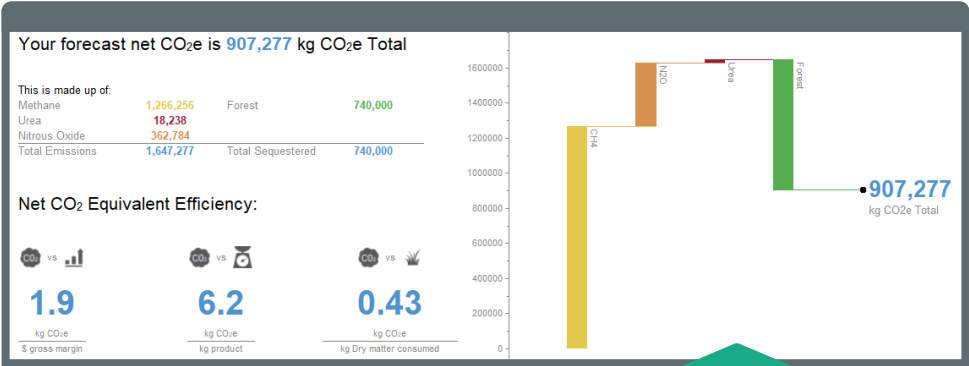 Your forecast net CO2e is 907,277 kg CO2e Total
This is made up of:
Methane 1,266,256 Forest 740,000
Urea 18,238
Nitrous Oxide 362,784
Total Emissions 1,647,277 Total Sequestered 740,000
Net CO2 Equivalent Efficiency:
CO2 vs
CO2 vs
CO2 vs
1.9
6.2
0.43
kg CO2e
kg CO2e
kg CO2e
$ gross margin
kg product
kg Dry matter consumed
1600000
1400000
1200000
1000000
800000
600000
400000
200000
0
CH4
N2O
Urea
Forest
907,277
kg CO2e Total